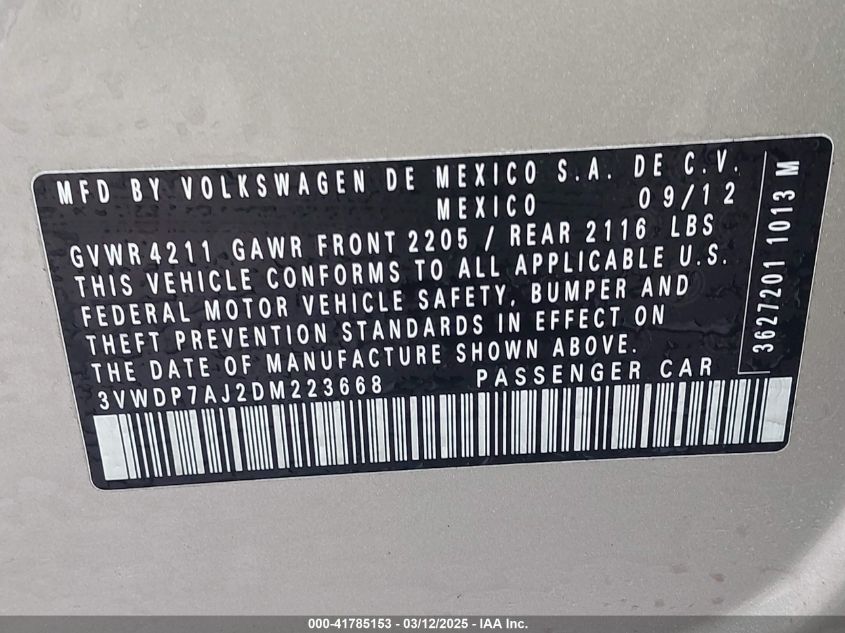 MFD BY VOLKSWAGEN DE MEXICO S.A. DE C.V.
MEXICO 09/12
GVWR 4211 GAWR FRONT 2205 / REAR 2116 LBS
THIS VEHICLE CONFORMS TO ALL APPLICABLE U.S.
FEDERAL MOTOR VEHICLE SAFETY, BUMPER AND
THEFT PREVENTION STANDARDS IN EFFECT ON
THE DATE OF MANUFACTURE SHOWN ABOVE.
3VWDP7AJ2DM223668 PASSENGER CAR
3627201 1013 M
000-41785153 - 03/12/2025 - IAA Inc.